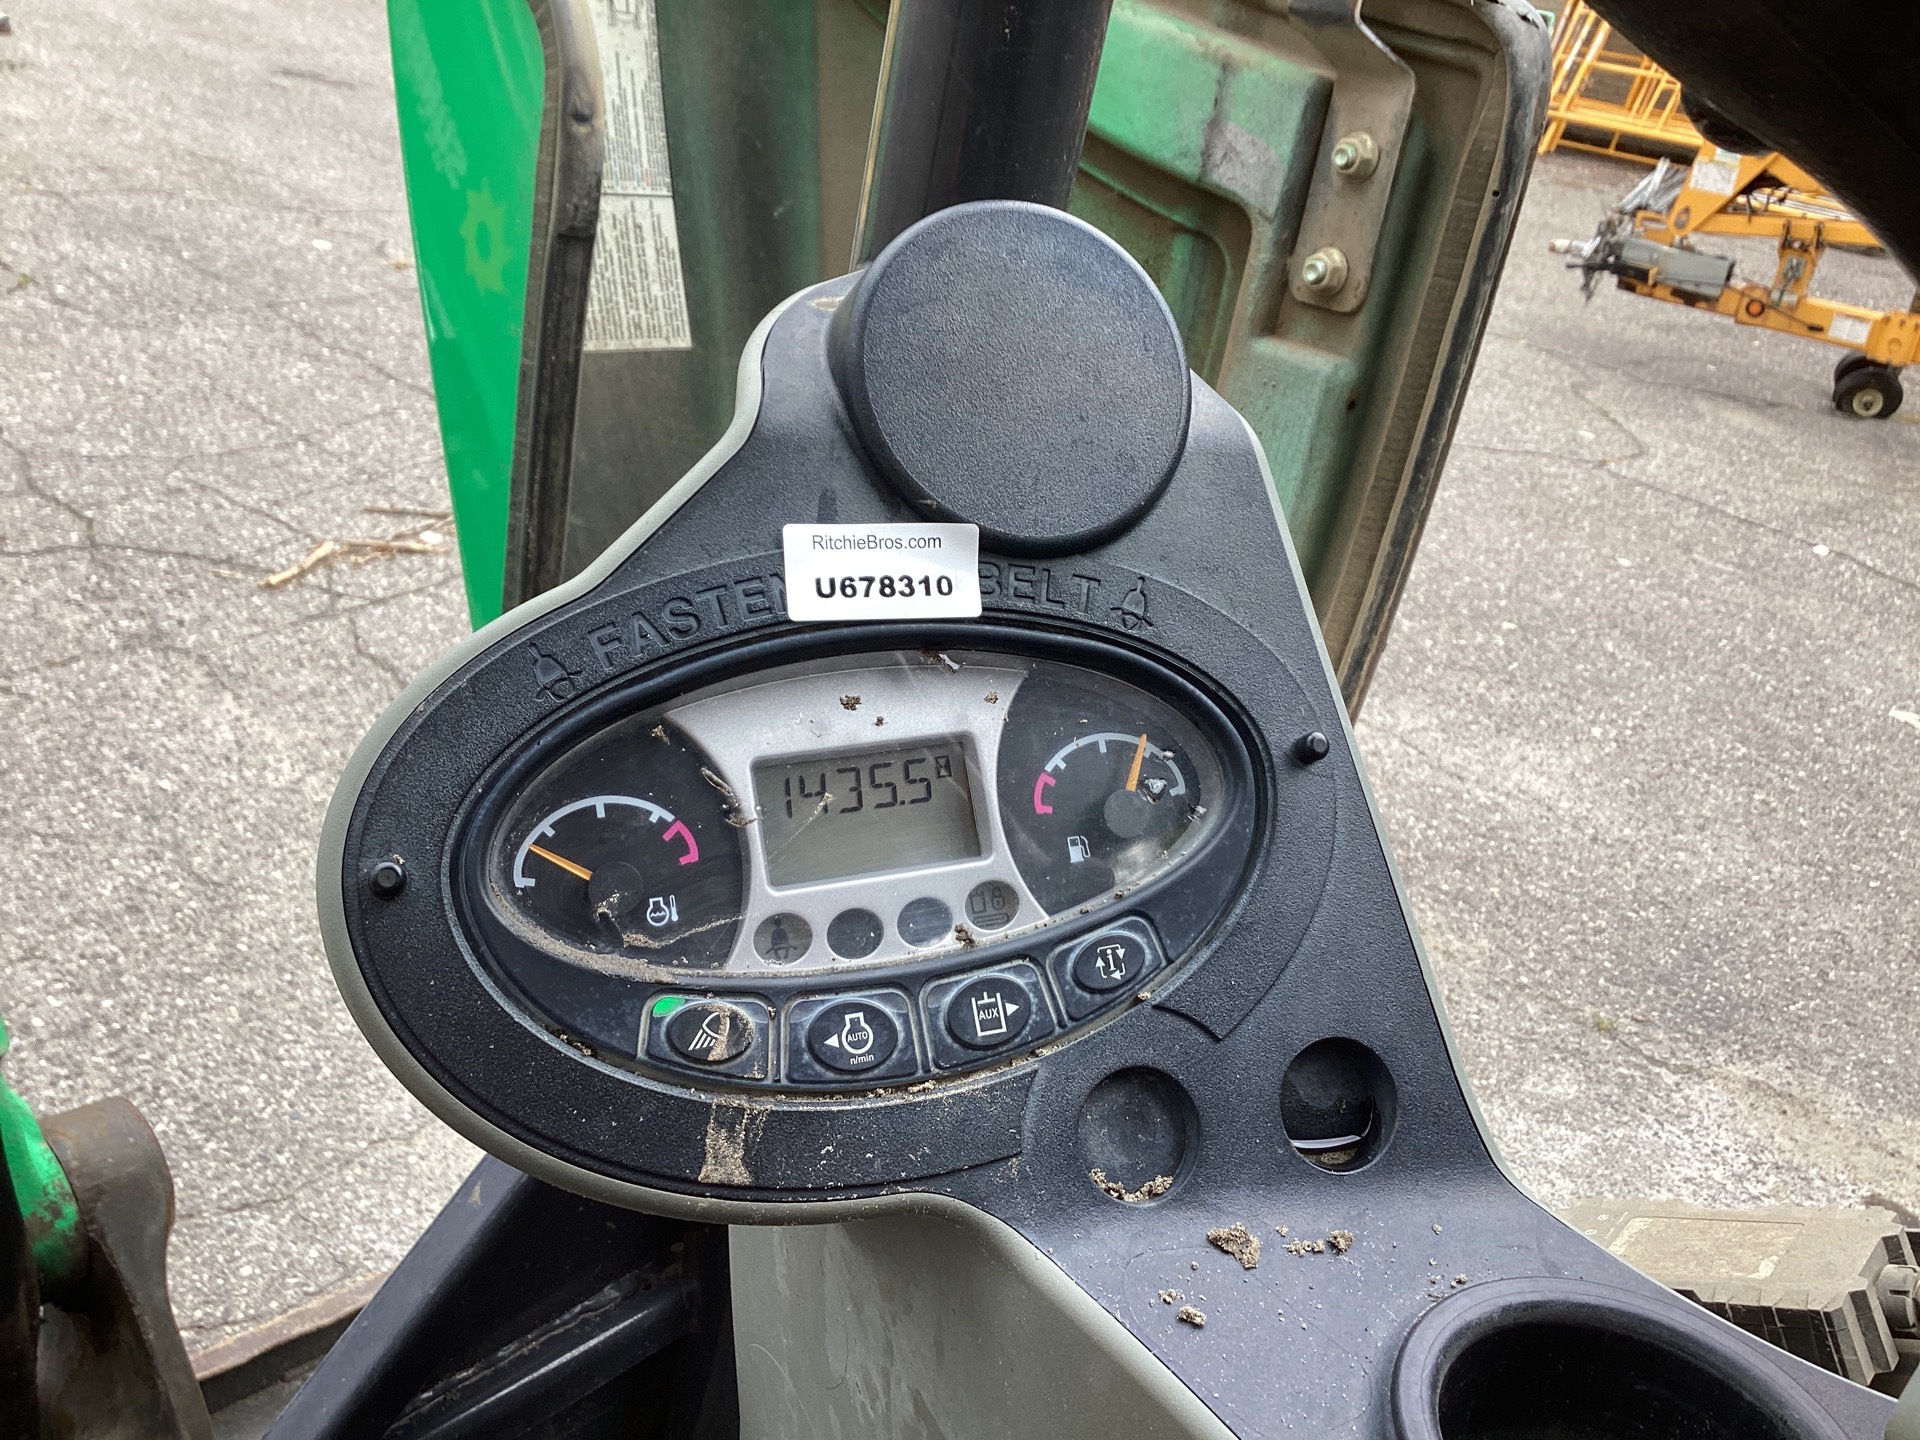 RitchieBros.com
U678310
FASTEN BELT
1435.5
AUTO
n/min
AUX
i